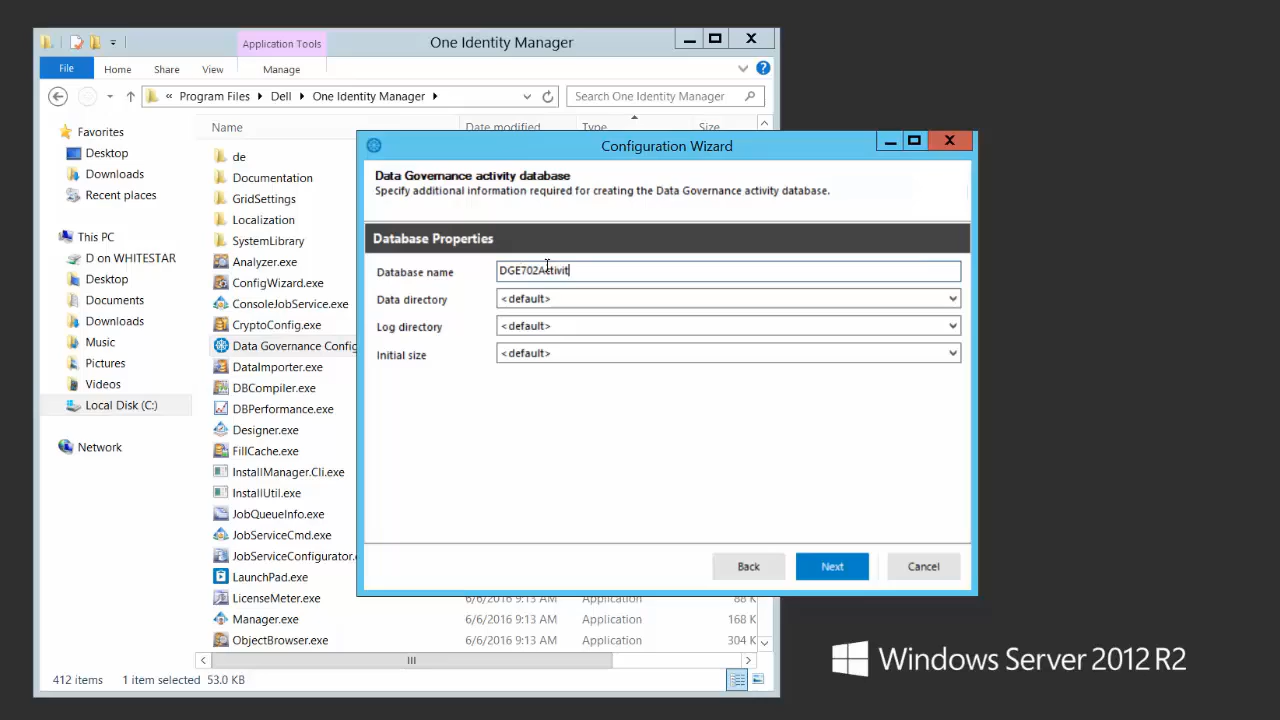 Application Tools
One Identity Manager
File
Home
Share
View
Manage
« Program Files
Dell
One Identity Manager
Search One Identity Manager
Favorites
Desktop
Downloads
Recent places
This PC
D on WHITESTAR
Desktop
Documents
Downloads
Music
Pictures
Videos
Local Disk (C:)
Network
Name
Date modified
Type
Size
de
Documentation
GridSettings
Localization
SystemLibrary
Analyzer.exe
ConfigWizard.exe
ConsoleJobService.exe
CryptoConfig.exe
Data Governance Config
DataImporter.exe
DBCompiler.exe
DBPerformance.exe
Designer.exe
FillCache.exe
InstallManager.Cli.exe
InstallUtil.exe
JobQueueInfo.exe
JobServiceCmd.exe
JobServiceConfigurator.
LaunchPad.exe
LicenseMeter.exe 6/6/2016 9:13 AM Application 88 K
Manager.exe 6/6/2016 9:13 AM Application 168 K
ObjectBrowser.exe 6/6/2016 9:13 AM Application 304 K
412 items 1 item selected 53.0 KB
Configuration Wizard
Data Governance activity database
Specify additional information required for creating the Data Governance activity database.
Database Properties
Database name DGE702Activit
Data directory <default>
Log directory <default>
Initial size <default>
Back
Next
Cancel
Windows Server 2012 R2